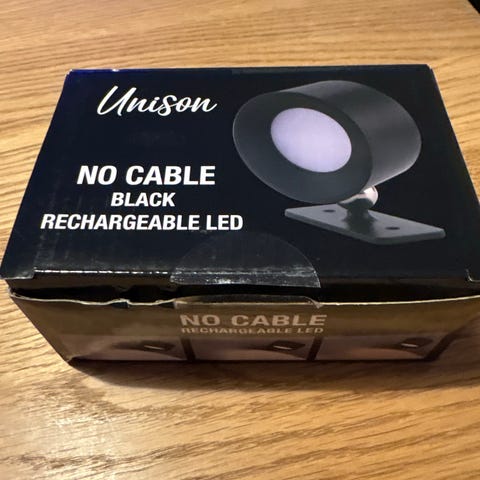 Unison
NO CABLE
BLACK
RECHARGEABLE LED
NO CABLE
RECHARGEABLE LED